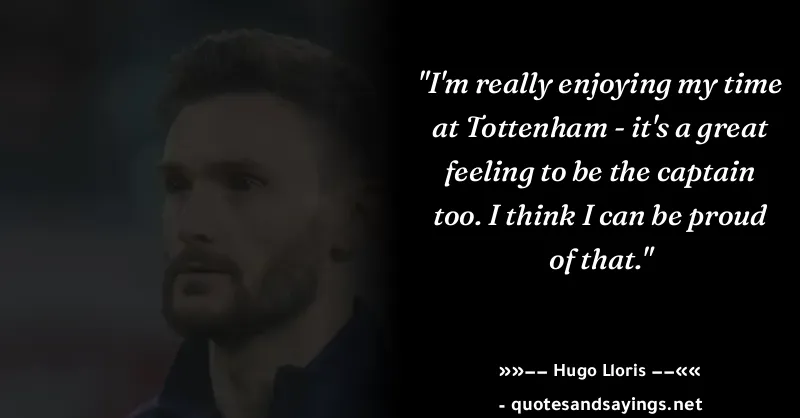 "I'm really enjoying my time
at Tottenham - it's a great
feeling to be the captain
too. I think I can be proud
of that."
»»–– Hugo Lloris ––««
- quotesandsayings.net